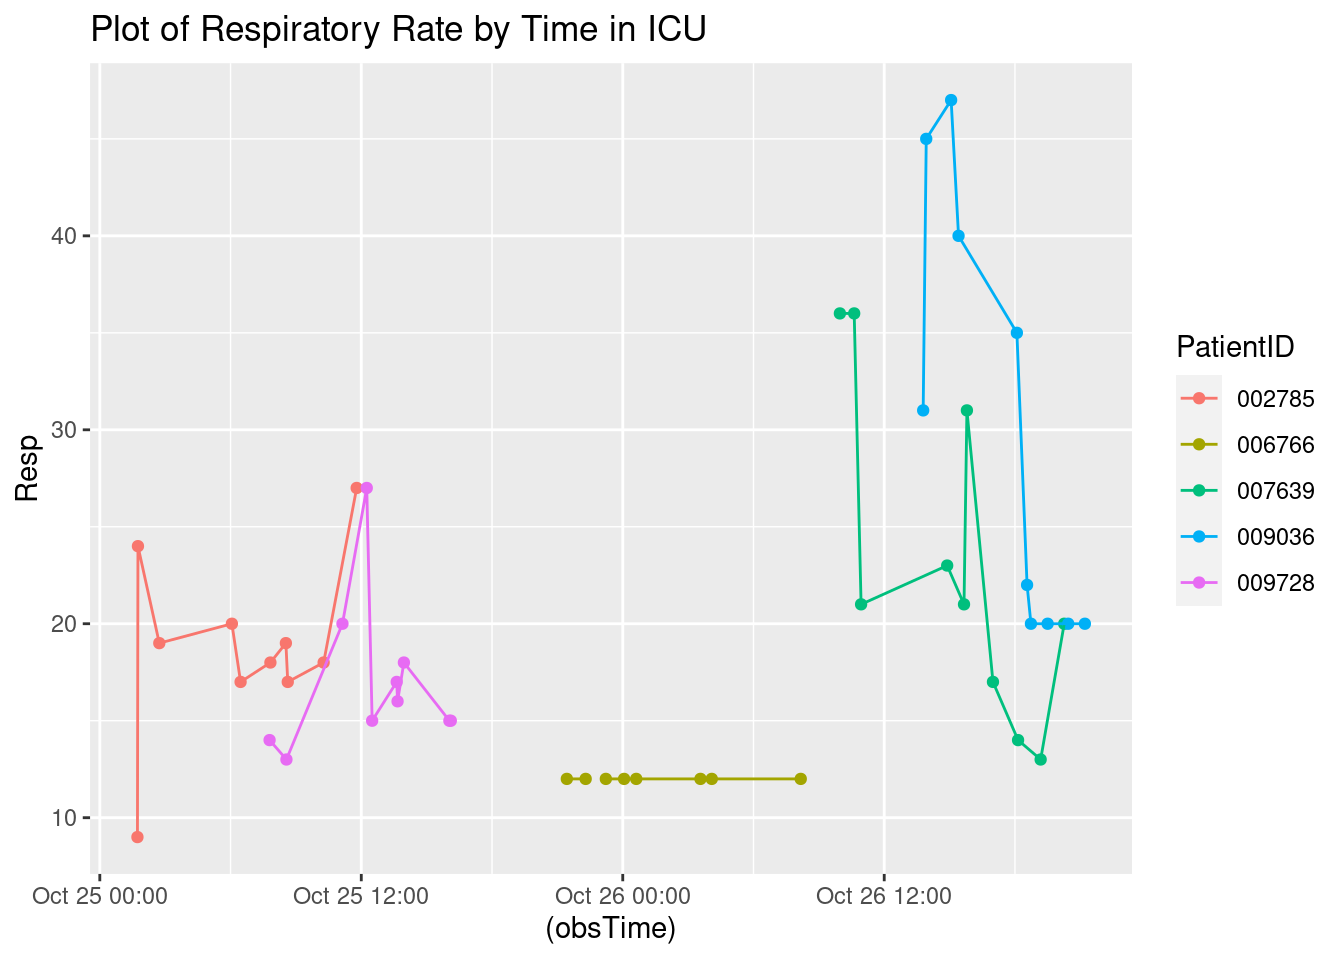 Plot of Respiratory Rate by Time in ICU
Resp
40
30
20
10
Oct 25 00:00
Oct 25 12:00
Oct 26 00:00
Oct 26 12:00
(obsTime)
PatientID
002785
006766
007639
009036
009728